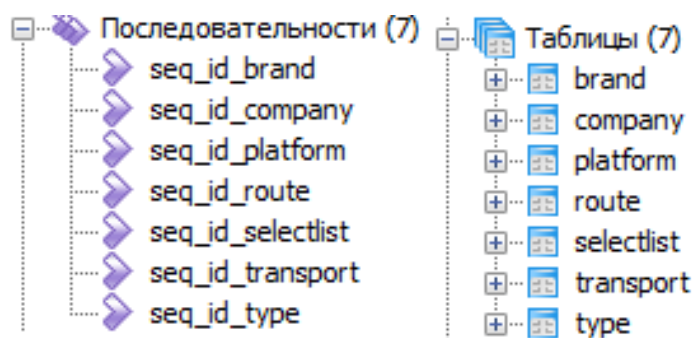 Последовательности (7)
seq_id_brand
seq_id_company
seq_id_platform
seq_id_route
seq_id_selectlist
seq_id_transport
seq_id_type
Таблицы (7)
brand
company
platform
route
selectlist
transport
type